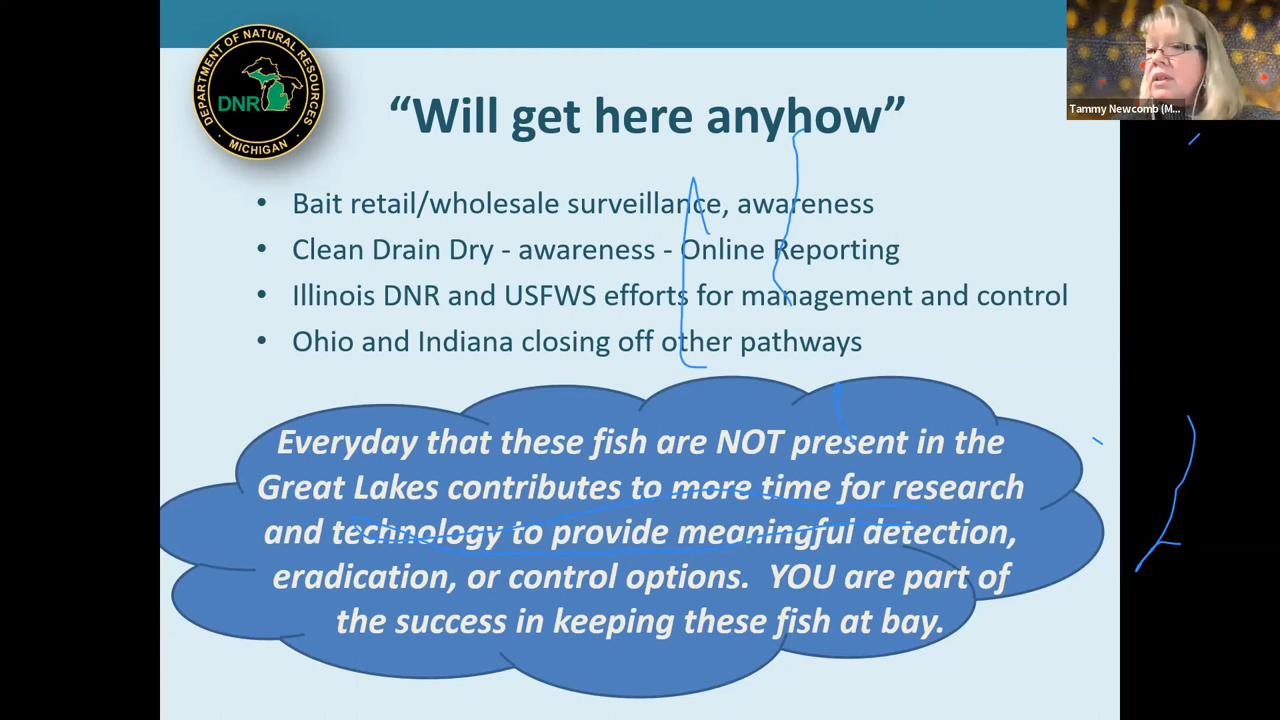 DEPARTMENT OF NATURAL RESOURCES
DNR
MICHIGAN
“Will get here anyhow”
Tammy Newcomb (M...
• Bait retail/wholesale surveillance, awareness
• Clean Drain Dry - awareness - Online Reporting
• Illinois DNR and USFWS efforts for management and control
• Ohio and Indiana closing off other pathways
Everyday that these fish are NOT present in the
Great Lakes contributes to more time for research
and technology to provide meaningful detection,
eradication, or control options.  YOU are part of
the success in keeping these fish at bay.